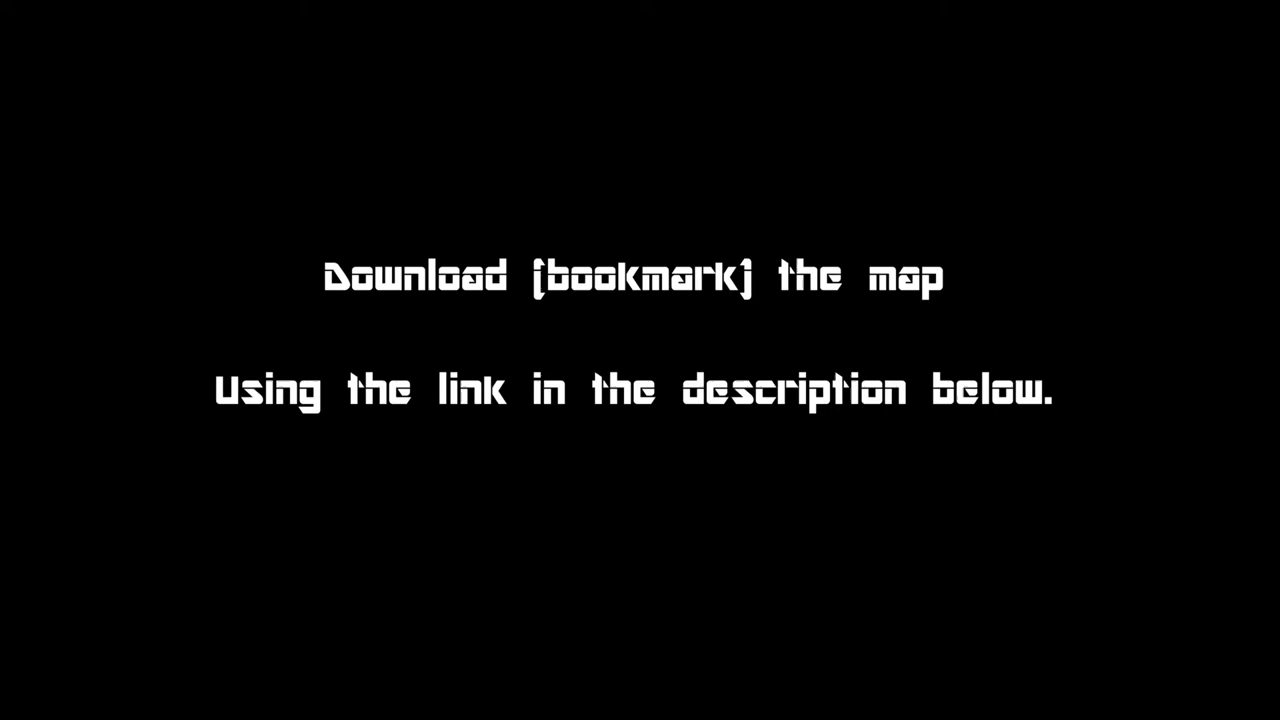 Download (bookmark) the map
Using the link in the description below.